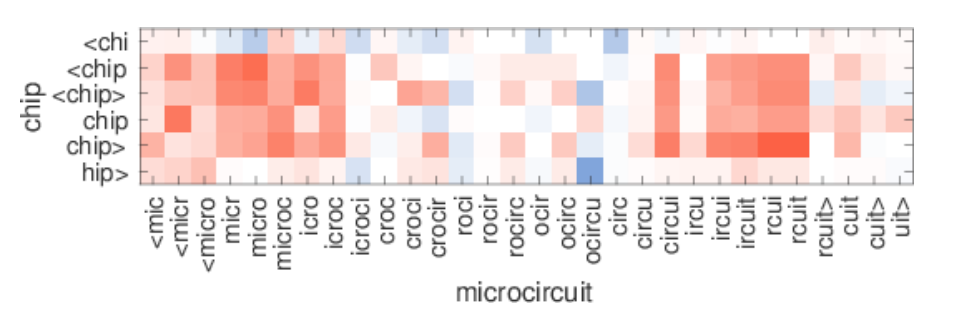 chip
<chi
<chip
<chip>
chip
chip>
hip>
<mic
<micr
<micro
micr
micro
microc
icro
icroc
icroci
croc
croci
crocir
roci
rocir
rocirc
ocir
ocirc
ocircu
circ
circu
circui
ircu
ircui
ircuit
rcui
rcuit
rcuit>
cuit
cuit>
uit>
microcircuit